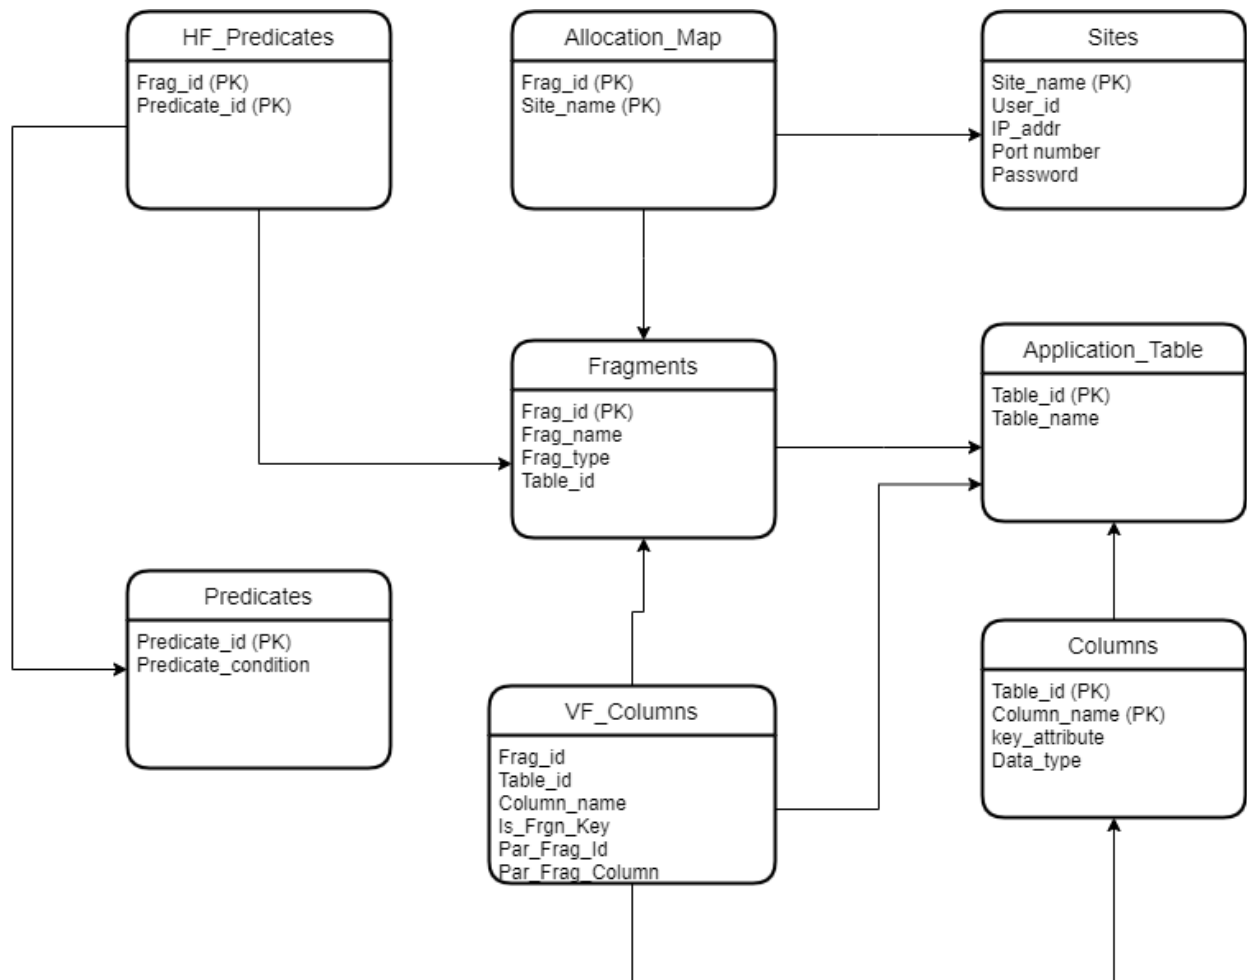 HF_Predicates
Frag_id (PK)
Predicate_id (PK)
Allocation_Map
Frag_id (PK)
Site_name (PK)
Sites
Site_name (PK)
User_id
IP_addr
Port number
Password
Fragments
Frag_id (PK)
Frag_name
Frag_type
Table_id
Application_Table
Table_id (PK)
Table_name
Predicates
Predicate_id (PK)
Predicate_condition
VF_Columns
Frag_id
Table_id
Column_name
Is_Frgn_Key
Par_Frag_Id
Par_Frag_Column
Columns
Table_id (PK)
Column_name (PK)
key_attribute
Data_type